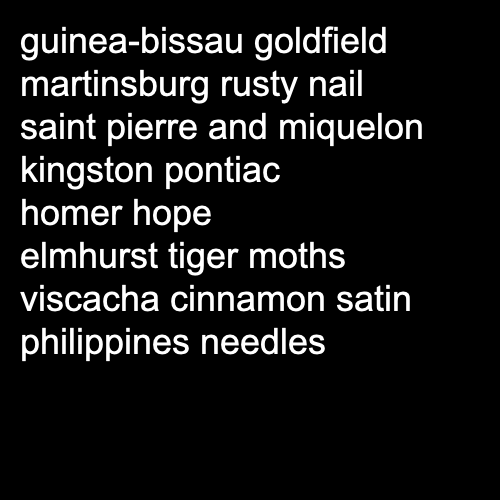 guinea-bissau goldfield
martinsburg rusty nail
saint pierre and miquelon
kingston pontiac
homer hope
elmhurst tiger moths
viscacha cinnamon satin
philippines needles